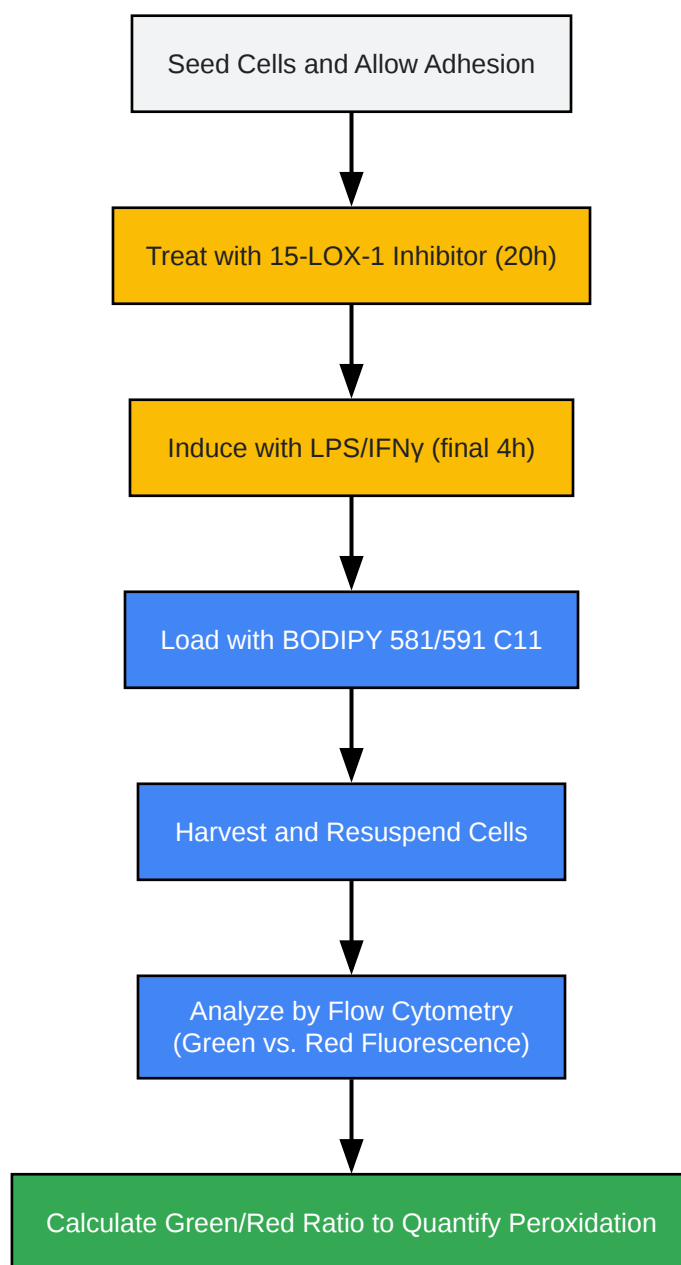 Seed Cells and Allow Adhesion
Treat with 15-LOX-1 Inhibitor (20h)
Induce with LPS/IFNγ (final 4h)
Load with BODIPY 581/591 C11
Harvest and Resuspend Cells
Analyze by Flow Cytometry
(Green vs. Red Fluorescence)
Calculate Green/Red Ratio to Quantify Peroxidation